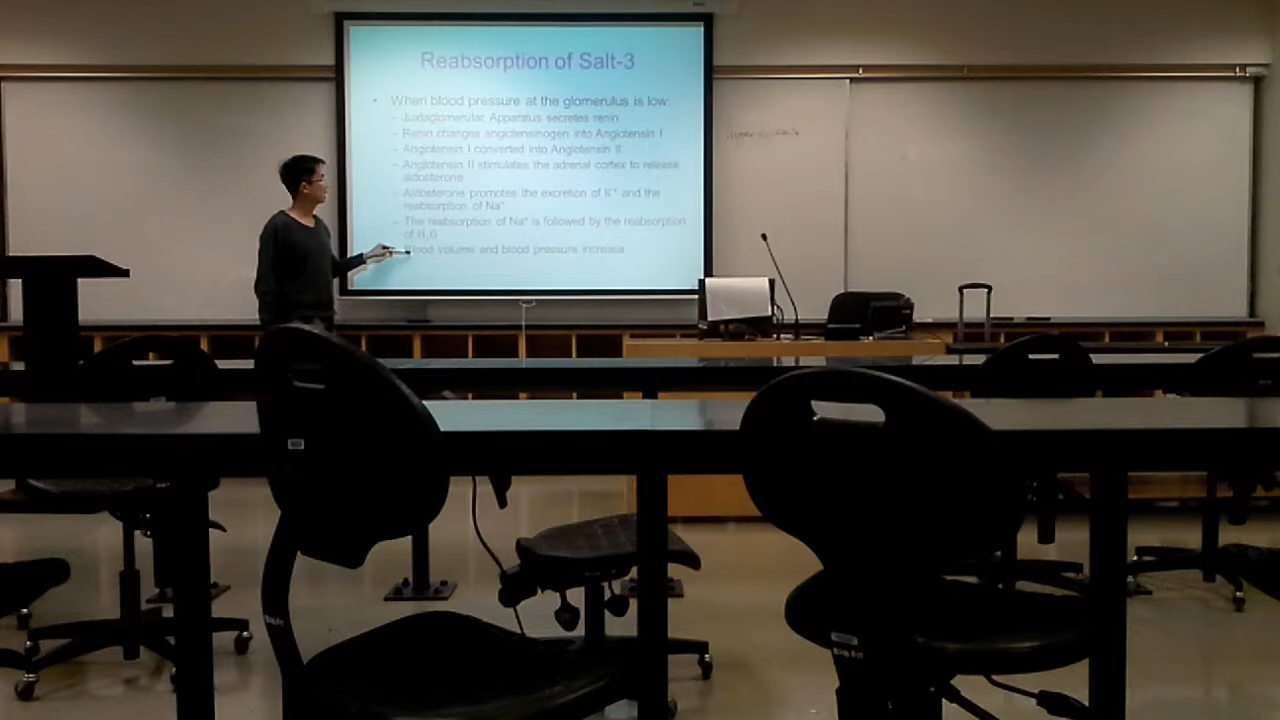 Reabsorption of Salt-3
• When blood pressure at the glomerulus is low:
– Juxtaglomerular Apparatus secretes renin
– Renin changes angiotensinogen into Angiotensin I
– Angiotensin I converted into Angiotensin II
– Angiotensin II stimulates the adrenal cortex to release
aldosterone
– Aldosterone promotes the excretion of K⁺ and the
reabsorption of Na⁺
– The reabsorption of Na⁺ is followed by the reabsorption
of H₂O
Blood volume and blood pressure increase